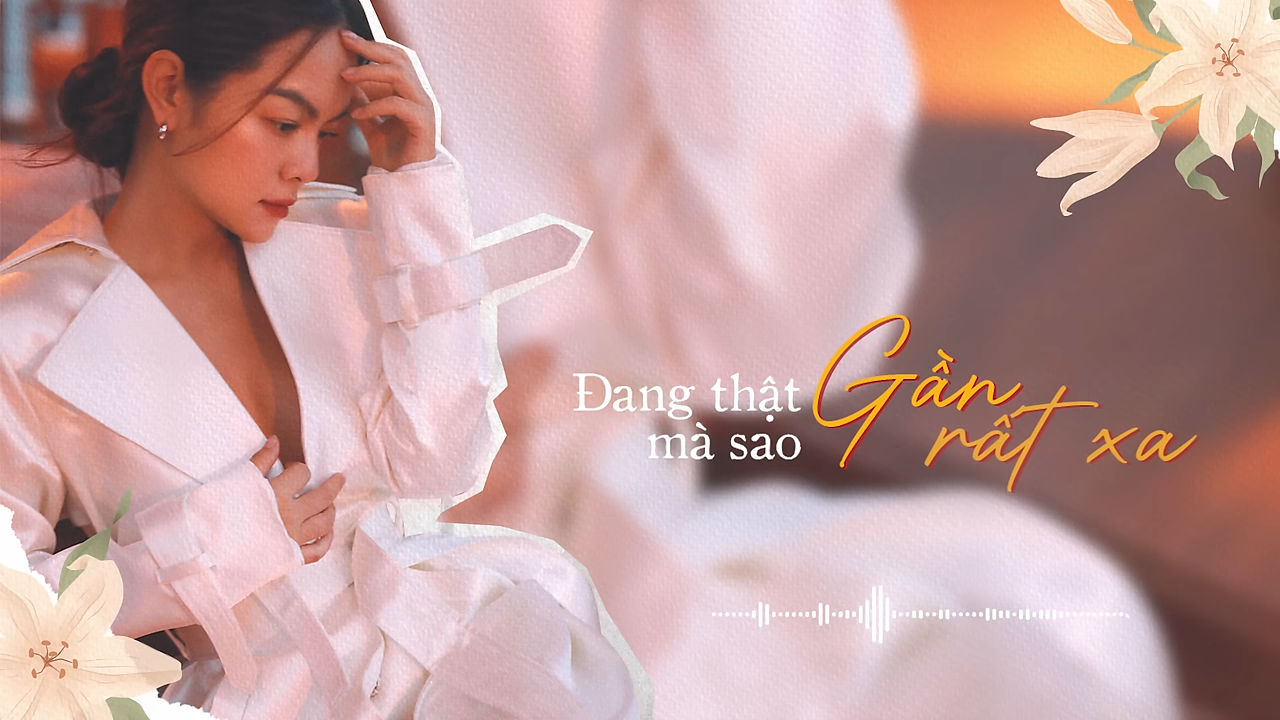 Đang thật Gần
mà sao rất xa